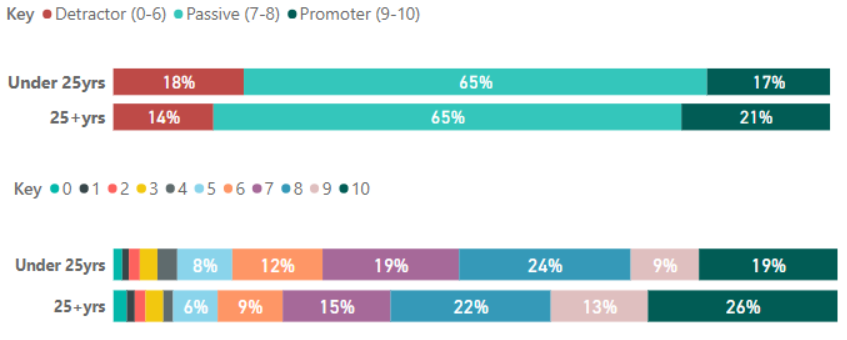 Key Detractor (0-6) Passive (7-8) Promoter (9-10)
Under 25yrs 18% 65% 17%
25+yrs 14% 65% 21%
Key 0 1 2 3 4 5 6 7 8 9 10
Under 25yrs 8% 12% 19% 24% 9% 19%
25+yrs 6% 9% 15% 22% 13% 26%